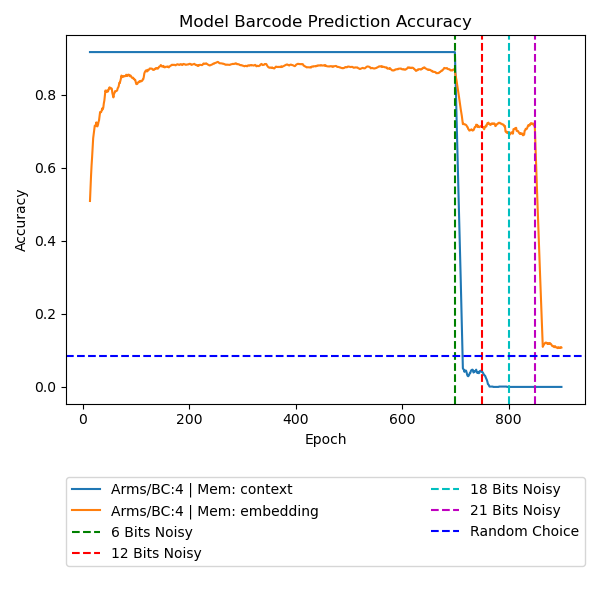 Model Barcode Prediction Accuracy
Accuracy
0.8
0.6
0.4
0.2
0.0
0
200
400
600
800
Epoch
Arms/BC:4 | Mem: context
Arms/BC:4 | Mem: embedding
6 Bits Noisy
12 Bits Noisy
18 Bits Noisy
21 Bits Noisy
Random Choice